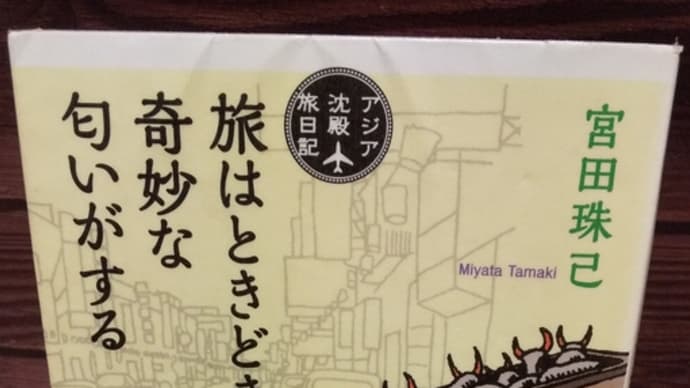 宮田珠己
Miyata Tamaki
アジア
沈殿
旅日記
旅はときどき
奇妙な
匂いがする